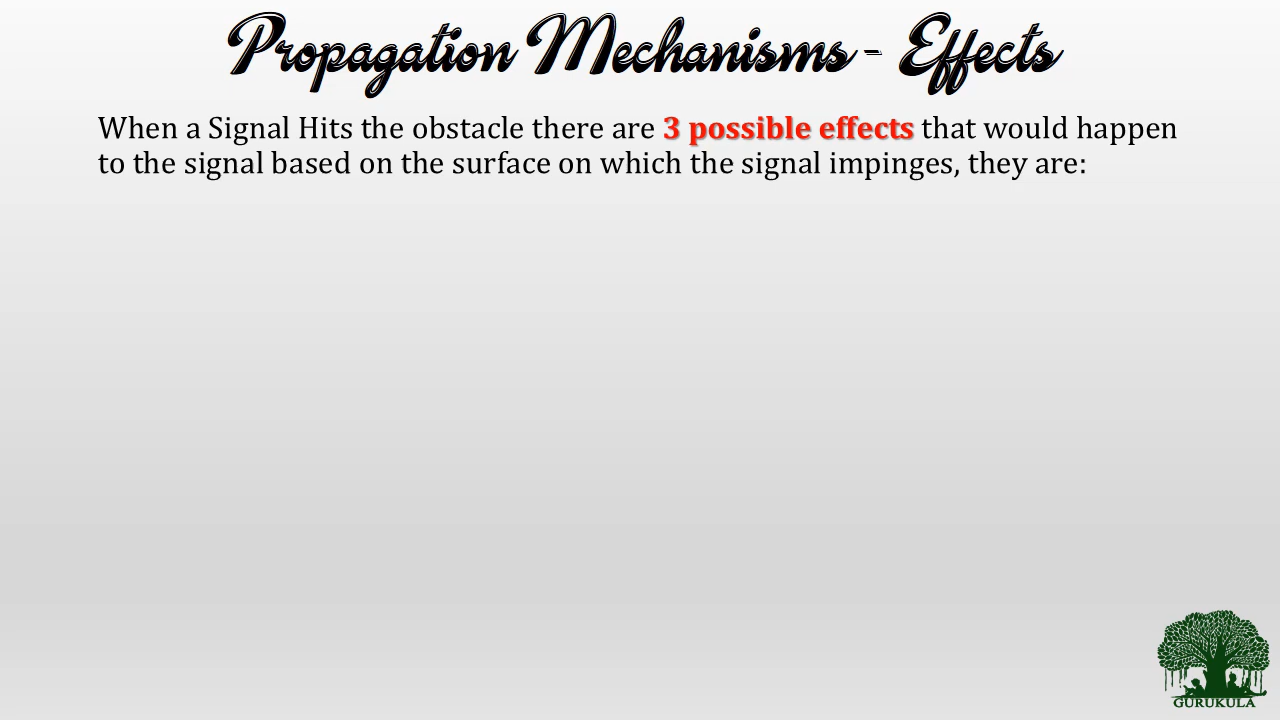 Propagation Mechanisms - Effects
When a Signal Hits the obstacle there are 3 possible effects that would happen
to the signal based on the surface on which the signal impinges, they are:
GURUKULA